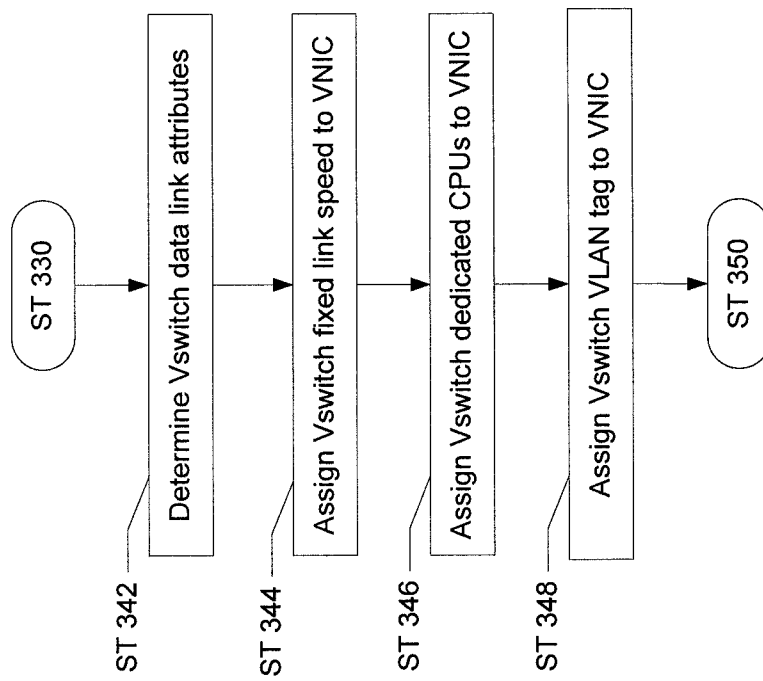 ST 330
ST 342
Determine Vswitch data link attributes
ST 344
Assign Vswitch fixed link speed to VNIC
ST 346
Assign Vswitch dedicated CPUs to VNIC
ST 348
Assign Vswitch VLAN tag to VNIC
ST 350